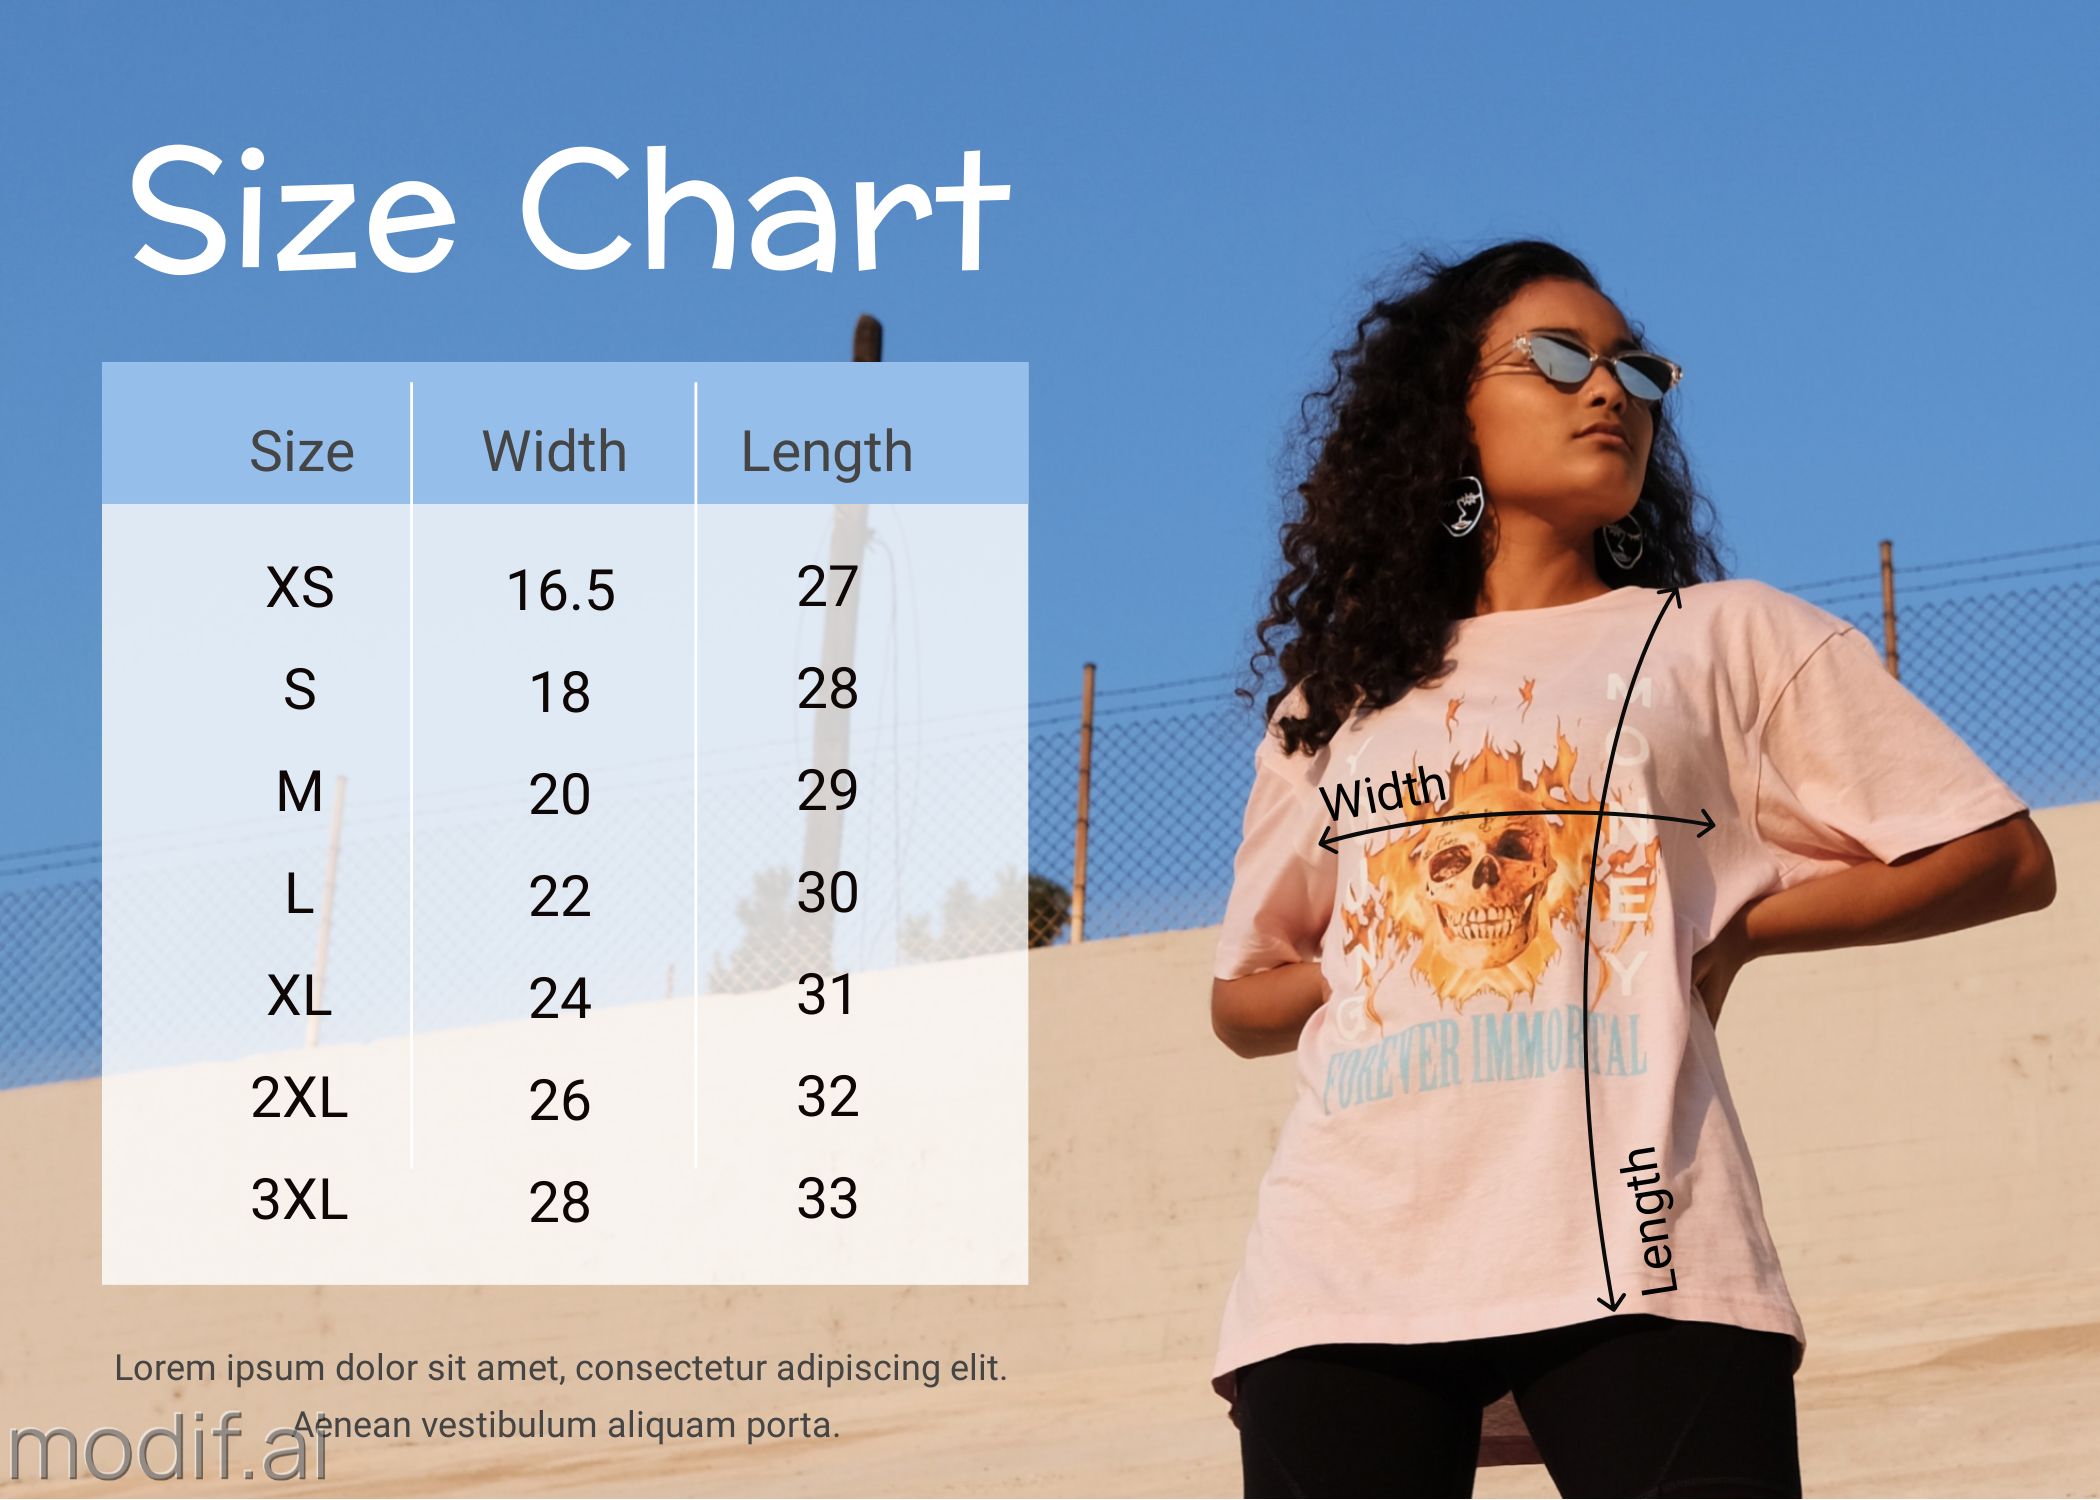 Size Chart
Size Width Length
XS 16.5 27
S 18 28
M 20 29
L 22 30
XL 24 31
2XL 26 32
3XL 28 33
Lorem ipsum dolor sit amet, consectetur adipiscing elit.
Aenean vestibulum aliquam porta.
modif.ai
Width
Length
MONEY
FOREVER IMMORTAL